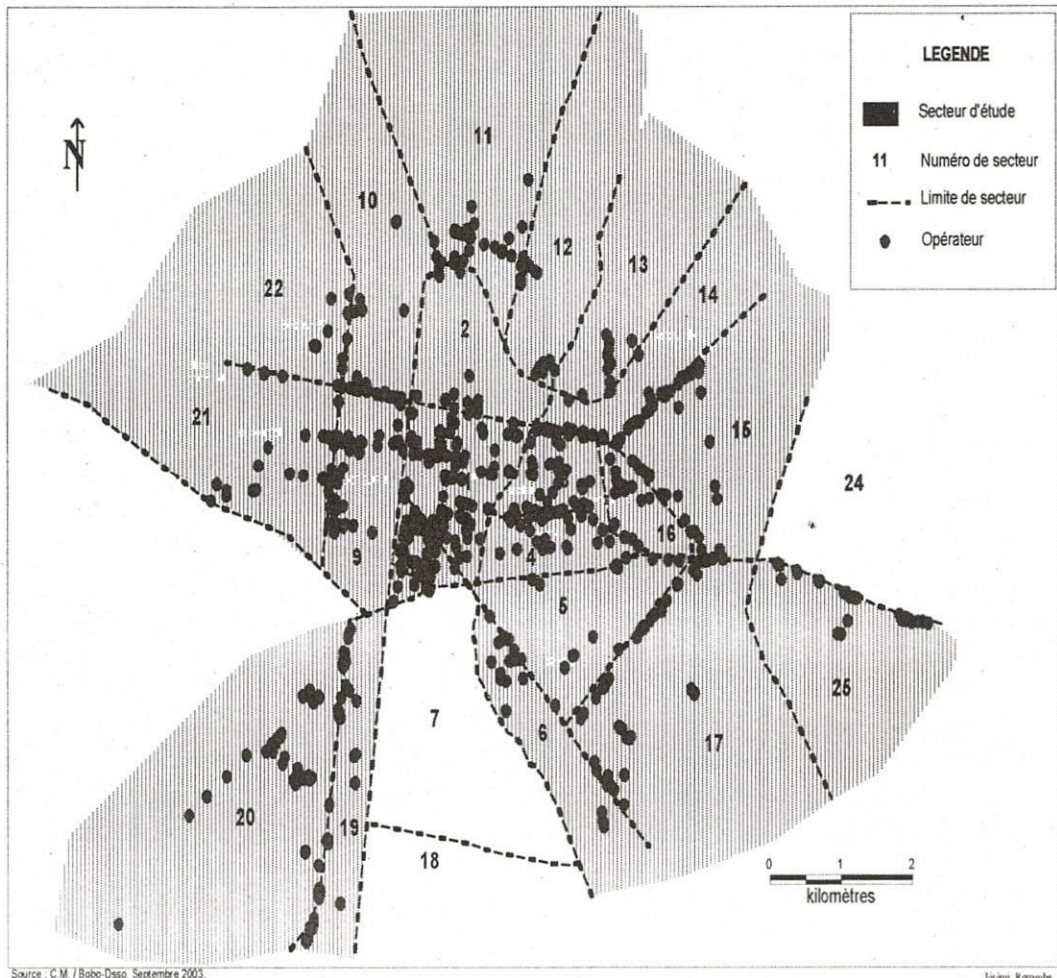 LEGENDE
Secteur d'étude
11 Numéro de secteur
Limite de secteur
Opérateur
N
11
10
12
13
22
14
2
21
15
24
1
16
9
4
5
25
7
6
17
20
19
18
0 1 2
kilomètres
Source : C.M. / Bobo-Dsso, Septembre 2003.